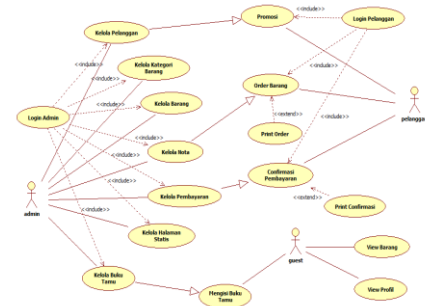 Promosi
Login Pelanggan
<<include>>
Kelola Pelanggan
<<include>>
<<include>>
<<include>>
Kelola Kategori
Barang
<<include>>
<<include>>
Order Barang
Kelola Barang
Login Admin
<<include>>
<<extend>>
Print Order
<<include>>
Kelola Nota
<<include>>
Confirmasi
Pembayaran
<<include>>
Kelola Pembayaran
admin
<<extend>>
Print Confirmasi
<<include>>
Kelola Halaman
Statis
guest
View Barang
Kelola Buku
Tamu
Mengisi Buku
Tamu
View Profil